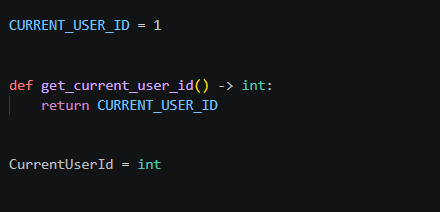 CURRENT_USER_ID = 1
def get_current_user_id() -> int:
    return CURRENT_USER_ID
CurrentUserId = int